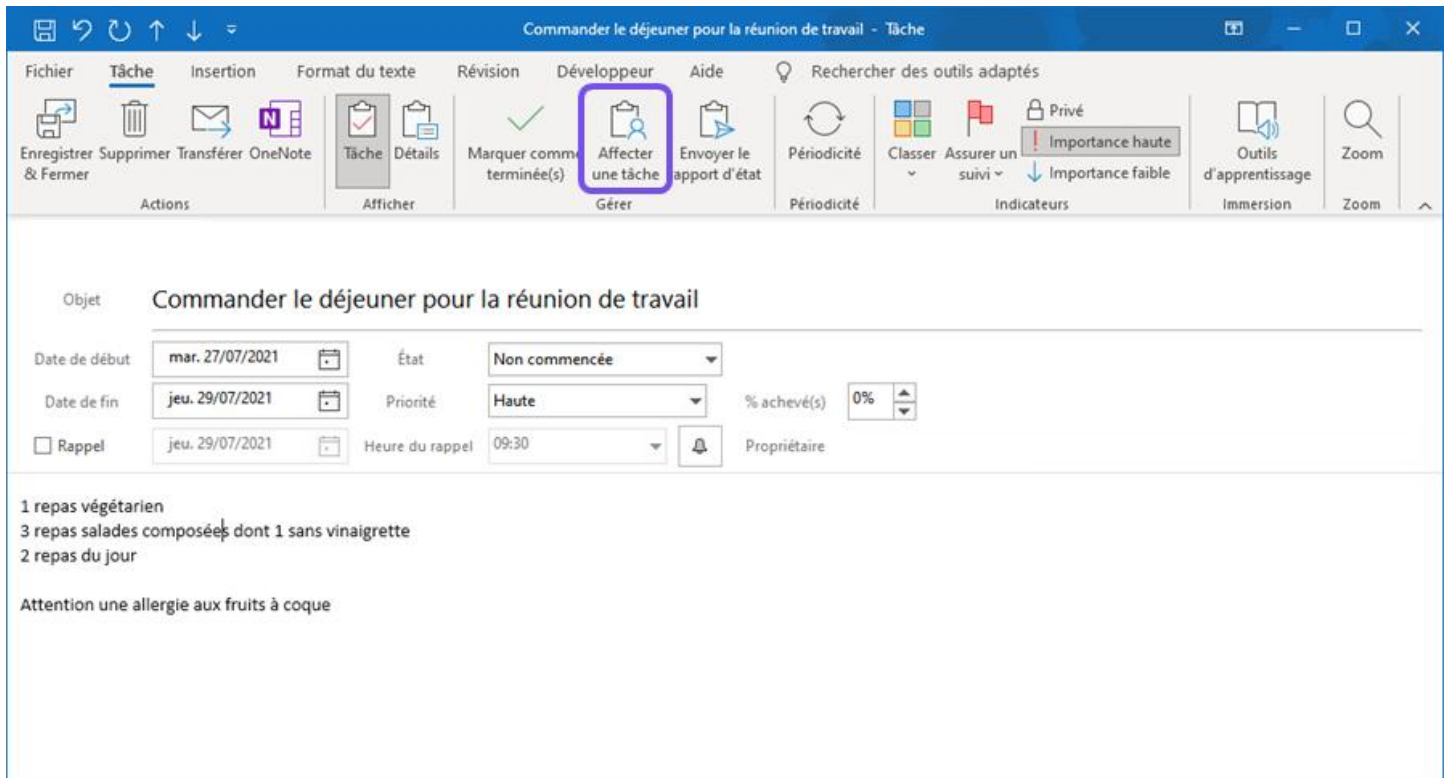 Commander le déjeuner pour la réunion de travail - Tâche
Fichier Tâche Insertion Format du texte Révision Développeur Aide Rechercher des outils adaptés
Enregistrer & Fermer
Supprimer
Transférer
OneNote
Actions
Tâche
Détails
Afficher
Marquer comme terminée(s)
Affecter une tâche
Envoyer le apport d'état
Gérer
Périodicité
Périodicité
Classer
Assurer un suivi
Privé
Importance haute
Importance faible
Indicateurs
Outils d'apprentissage
Immersion
Zoom
Zoom
Objet Commander le déjeuner pour la réunion de travail
Date de début mar. 27/07/2021 État Non commencée
Date de fin jeu. 29/07/2021 Priorité Haute % achevé(s) 0%
Rappel jeu. 29/07/2021 Heure du rappel 09:30 Propriétaire
1 repas végétarien
3 repas salades composées dont 1 sans vinaigrette
2 repas du jour
Attention une allergie aux fruits à coque